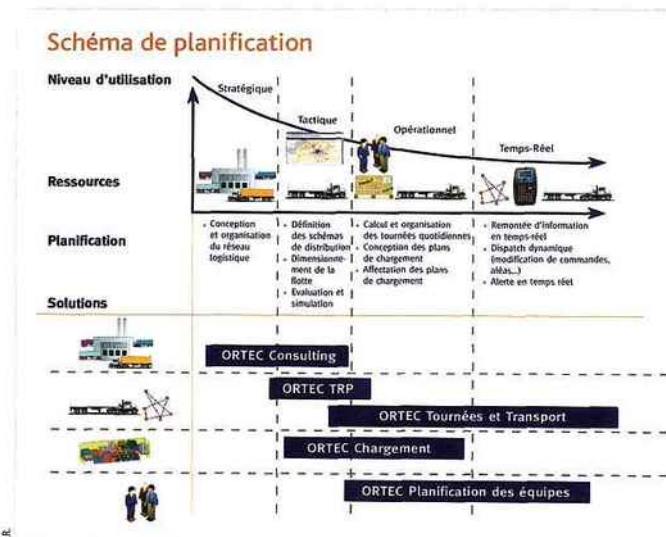 Schéma de planification
Niveau d'utilisation
Stratégique
Tactique
Opérationnel
Temps-Réel
Ressources
Planification
• Conception
et organisation
du réseau
logistique
• Définition
des schémas
de distribution
• Dimensionne-
ment de la
flotte
• Evaluation et
simulation
• Calcul et organisation
des tournées quotidiennes
• Conception des plans
de chargement
• Affectation des plans
de chargement
• Remontée d'information
en temps-réel
• Dispatch dynamique
(modification de commandes,
aléas...)
• Alerte en temps réel
Solutions
ORTEC Consulting
ORTEC TRP
ORTEC Tournées et Transport
ORTEC Chargement
ORTEC Planification des équipes